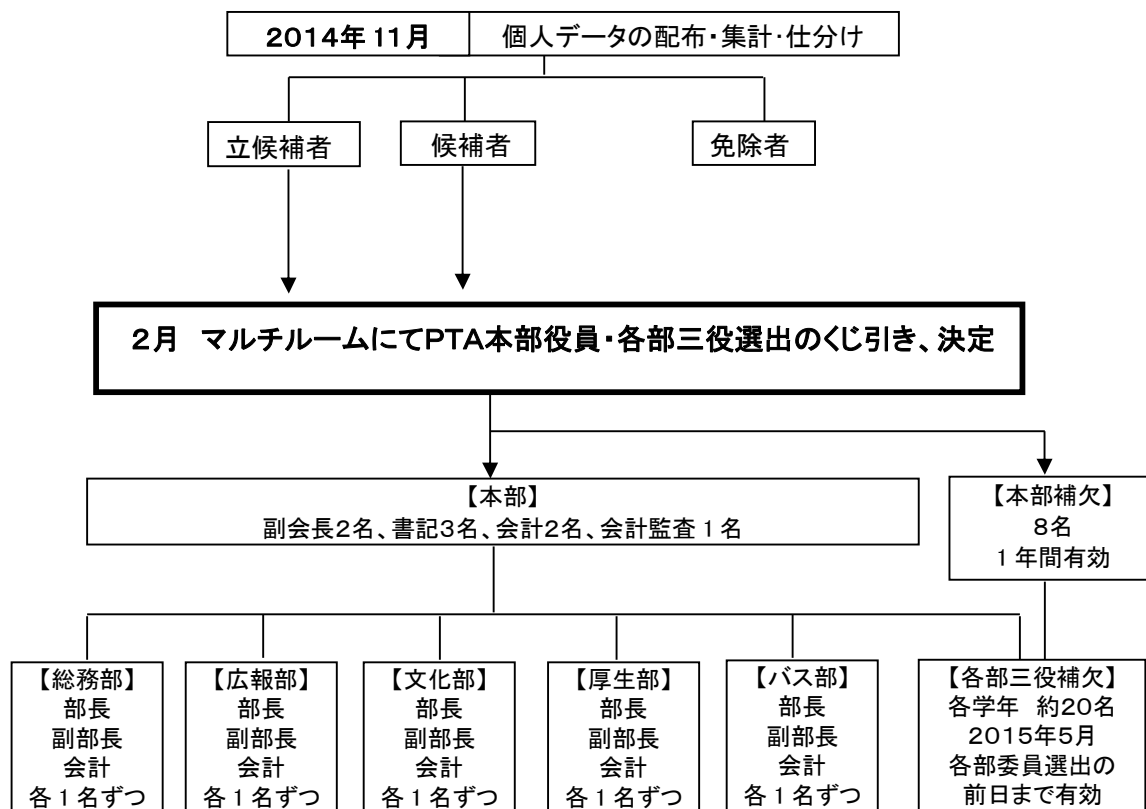 2014年 11月 個人データの配布・集計・仕分け
立候補者 候補者 免除者
2月 マルチルームにてPTA本部役員・各部三役選出のくじ引き、決定
【本部】
副会長2名、書記3名、会計2名、会計監査1名
【本部補欠】
8名
1年間有効
【総務部】
部長
副部長
会計
各1名ずつ
【広報部】
部長
副部長
会計
各1名ずつ
【文化部】
部長
副部長
会計
各1名ずつ
【厚生部】
部長
副部長
会計
各1名ずつ
【バス部】
部長
副部長
会計
各1名ずつ
【各部三役補欠】
各学年 約20名
2015年5月
各部委員選出の
前日まで有効